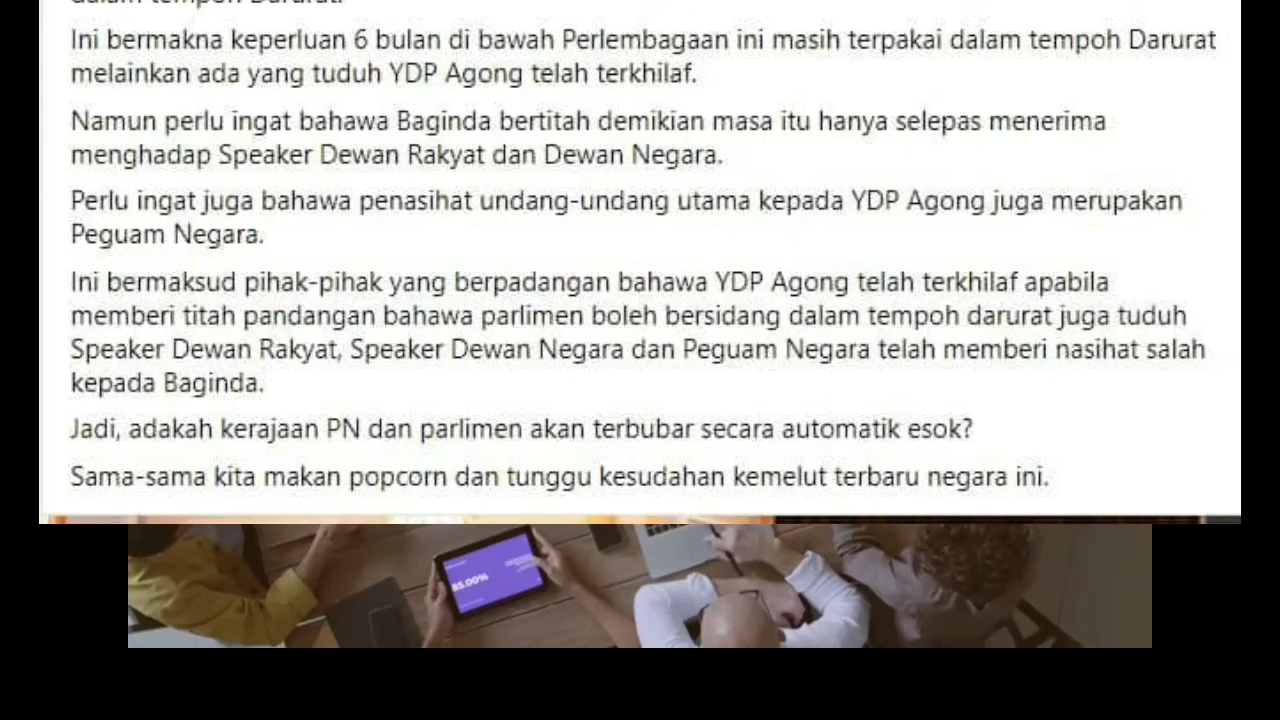 Ini bermakna keperluan 6 bulan di bawah Perlembagaan ini masih terpakai dalam tempoh Darurat
melainkan ada yang tuduh YDP Agong telah terkhilaf.
Namun perlu ingat bahawa Baginda bertitah demikian masa itu hanya selepas menerima
menghadap Speaker Dewan Rakyat dan Dewan Negara.
Perlu ingat juga bahawa penasihat undang-undang utama kepada YDP Agong juga merupakan
Peguam Negara.
Ini bermaksud pihak-pihak yang berpadangan bahawa YDP Agong telah terkhilaf apabila
memberi titah pandangan bahawa parlimen boleh bersidang dalam tempoh darurat juga tuduh
Speaker Dewan Rakyat, Speaker Dewan Negara dan Peguam Negara telah memberi nasihat salah
kepada Baginda.
Jadi, adakah kerajaan PN dan parlimen akan terbubar secara automatik esok?
Sama-sama kita makan popcorn dan tunggu kesudahan kemelut terbaru negara ini.
85.00%